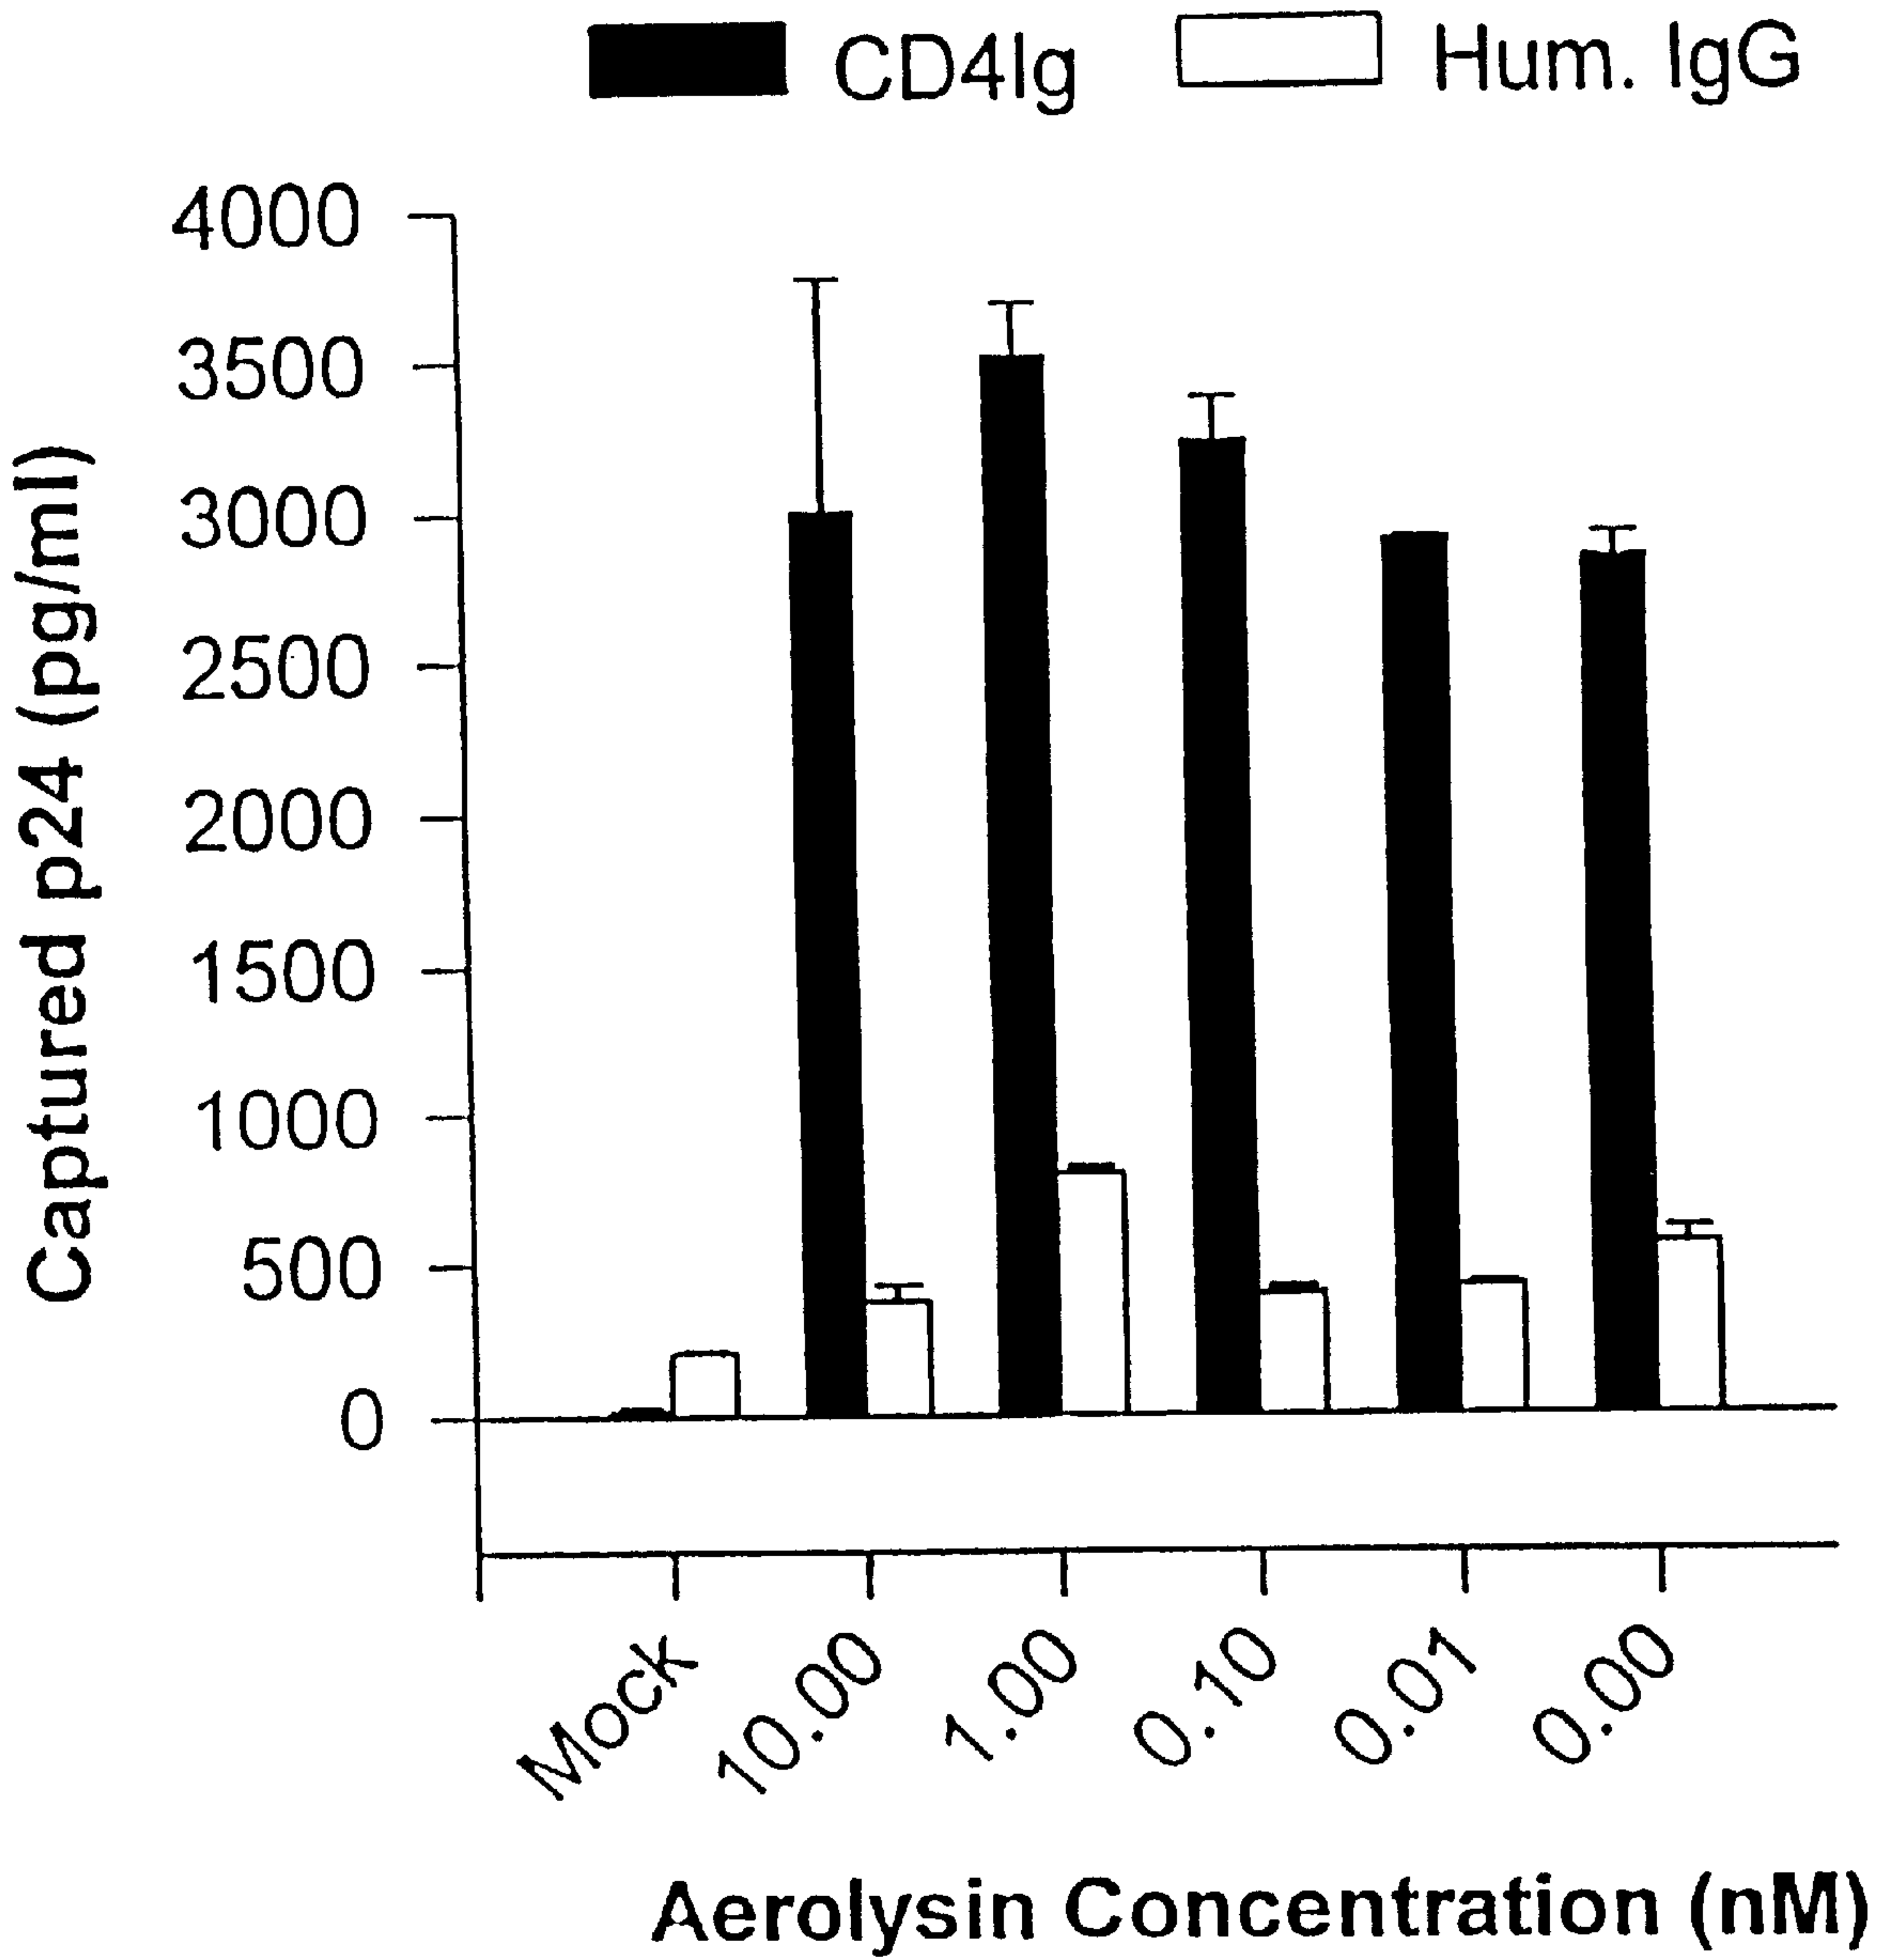 CD4Ig Hum. IgG
4000
3500
3000
2500
2000
1500
1000
500
0
Captured p24 (pg/ml)
Mock 10.00 1.00 0.10 0.01 0.00
Aerolysin Concentration (nM)